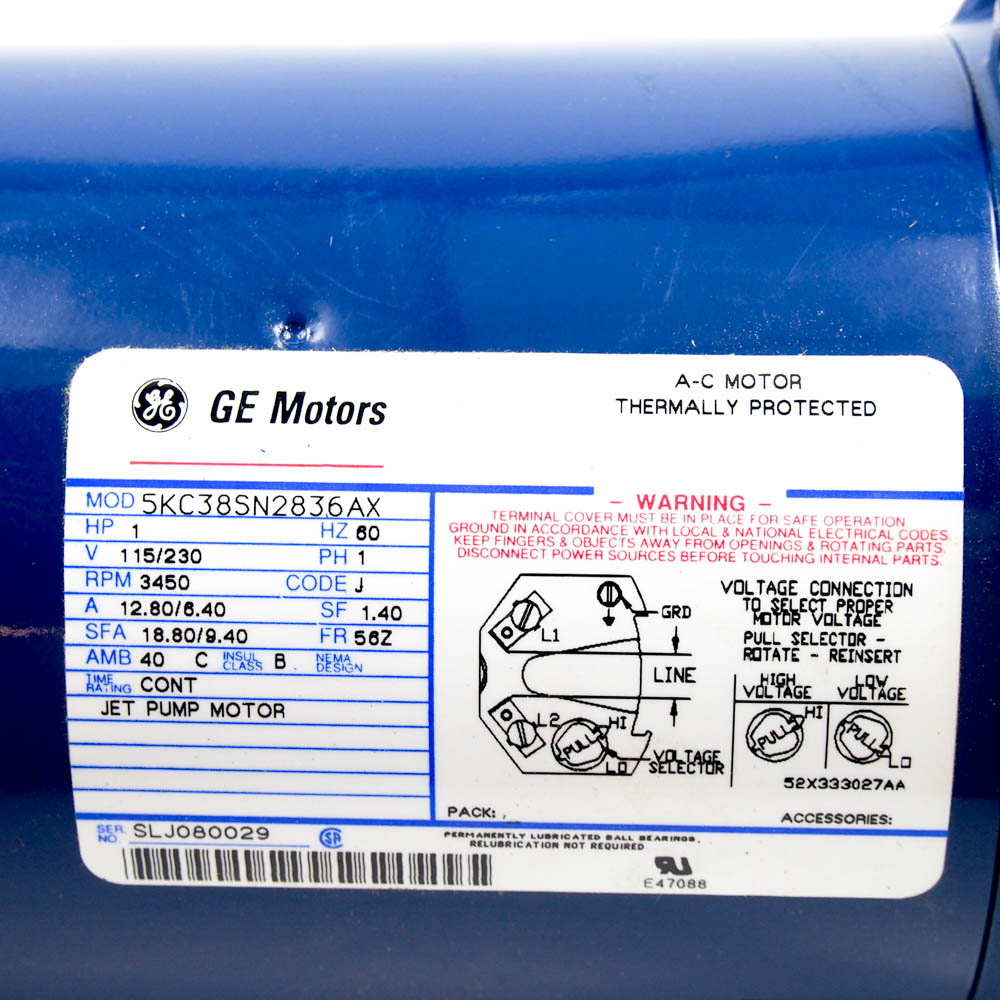 GE Motors
A-C MOTOR
THERMALLY PROTECTED
MOD 5KC38SN2836AX
HP 1 HZ 60
V 115/230 PH 1
RPM 3450 CODE J
A 12.80/6.40 SF 1.40
SFA 18.80/9.40 FR 56Z
AMB 40 C INSUL CLASS B NEMA DESIGN
TIME RATING CONT
JET PUMP MOTOR
- WARNING -
TERMINAL COVER MUST BE IN PLACE FOR SAFE OPERATION
GROUND IN ACCORDANCE WITH LOCAL & NATIONAL ELECTRICAL CODES.
KEEP FINGERS & OBJECTS AWAY FROM OPENINGS & ROTATING PARTS.
DISCONNECT POWER SOURCES BEFORE TOUCHING INTERNAL PARTS.
L1
GRD
LINE
L2
HI
PULL
LO
VOLTAGE
SELECTOR
VOLTAGE CONNECTION
TO SELECT PROPER
MOTOR VOLTAGE
PULL SELECTOR -
ROTATE - REINSERT
HIGH VOLTAGE
LOW VOLTAGE
PULL HI
PULL LO
52X333027AA
PACK:
ACCESSORIES:
SER. NO. SLJ080029
PERMANENTLY LUBRICATED BALL BEARINGS.
RELUBRICATION NOT REQUIRED
E47088